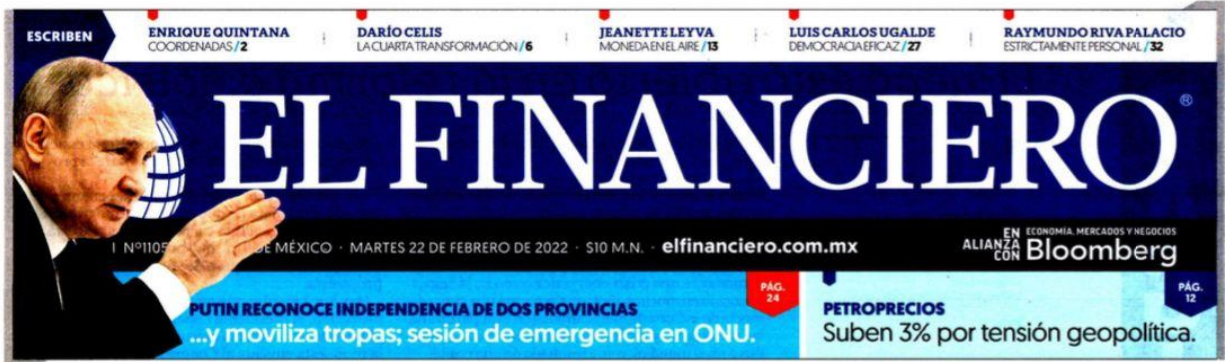 ESCRIBEN
ENRIQUE QUINTANA
COORDENADAS / 2
DARÍO CELIS
LA CUARTA TRANSFORMACIÓN / 6
JEANETTE LEYVA
MONEDA EN EL AIRE / 13
LUIS CARLOS UGALDE
DEMOCRACIA EFICAZ / 27
RAYMUNDO RIVA PALACIO
ESTRICTAMENTE PERSONAL / 32
EL FINANCIERO®
Nº1105 DE MÉXICO · MARTES 22 DE FEBRERO DE 2022 · $10 M.N. · elfinanciero.com.mx
EN ALIANZA CON
ECONOMÍA, MERCADOS Y NEGOCIOS
Bloomberg
PUTIN RECONOCE INDEPENDENCIA DE DOS PROVINCIAS
...y moviliza tropas; sesión de emergencia en ONU.
PÁG.
24
PETROPRECIOS
Suben 3% por tensión geopolítica.
PÁG.
12